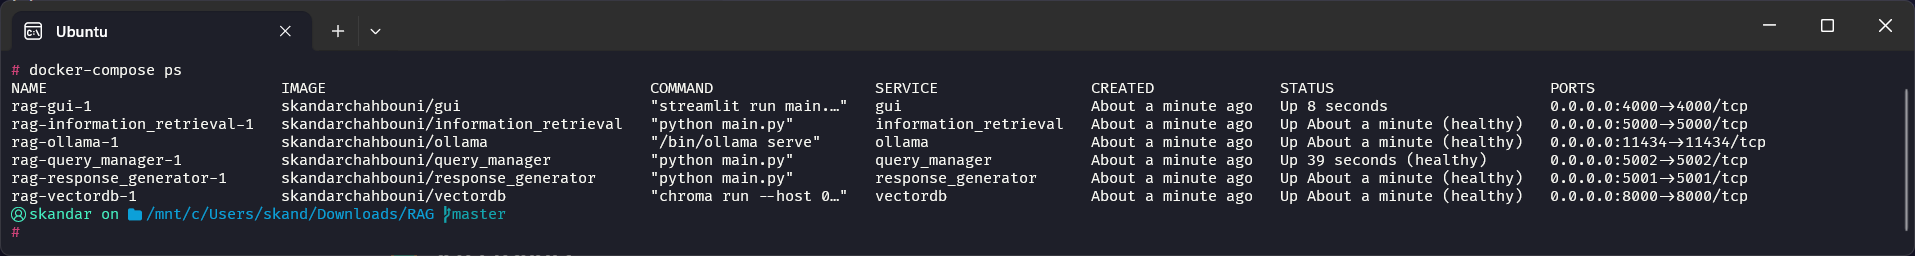 Ubuntu
# docker-compose ps
NAME IMAGE COMMAND SERVICE CREATED STATUS PORTS
rag-gui-1 skandarchahbouni/gui "streamlit run main.…" gui About a minute ago Up 8 seconds 0.0.0.0:4000->4000/tcp
rag-information_retrieval-1 skandarchahbouni/information_retrieval "python main.py" information_retrieval About a minute ago Up About a minute (healthy) 0.0.0.0:5000->5000/tcp
rag-ollama-1 skandarchahbouni/ollama "/bin/ollama serve" ollama About a minute ago Up About a minute (healthy) 0.0.0.0:11434->11434/tcp
rag-query_manager-1 skandarchahbouni/query_manager "python main.py" query_manager About a minute ago Up 39 seconds (healthy) 0.0.0.0:5002->5002/tcp
rag-response_generator-1 skandarchahbouni/response_generator "python main.py" response_generator About a minute ago Up About a minute (healthy) 0.0.0.0:5001->5001/tcp
rag-vectordb-1 skandarchahbouni/vectordb "chroma run --host 0…" vectordb About a minute ago Up About a minute (healthy) 0.0.0.0:8000->8000/tcp
skandar on /mnt/c/Users/skand/Downloads/RAG master
#